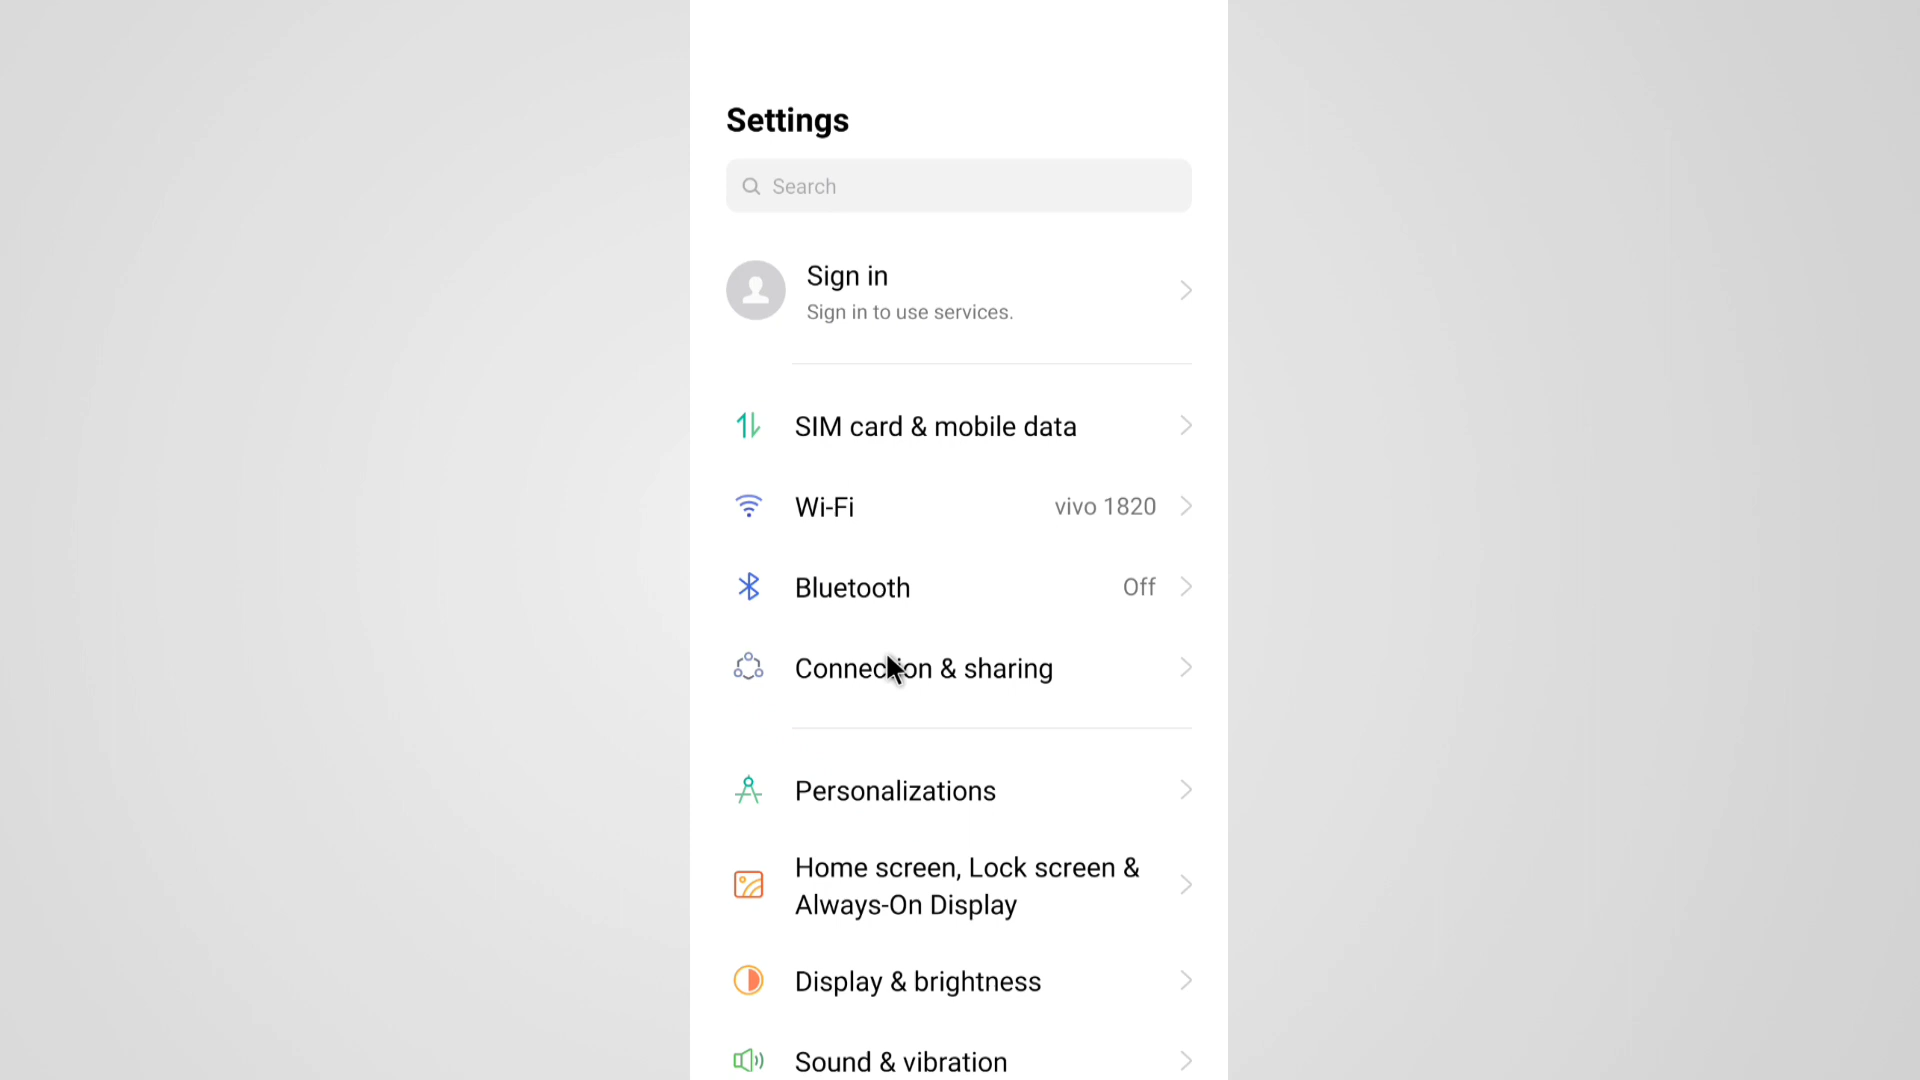 Settings
Search
Sign in
Sign in to use services.
SIM card & mobile data
Wi-Fi vivo 1820
Bluetooth Off
Connection & sharing
Personalizations
Home screen, Lock screen &
Always-On Display
Display & brightness
Sound & vibration